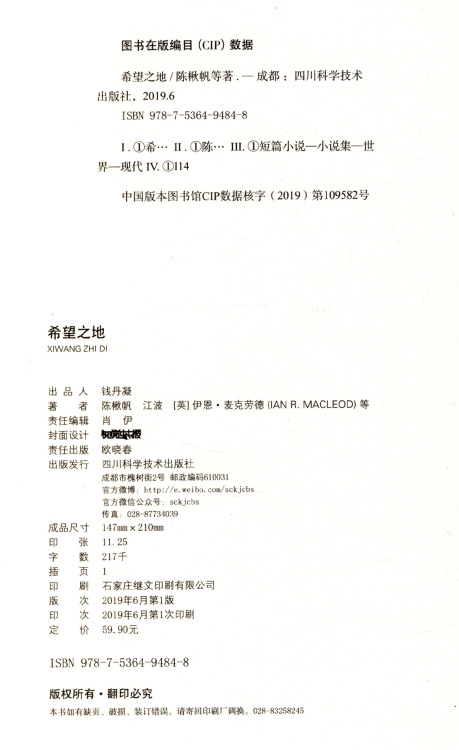 图书在版编目（CIP）数据
希望之地 / 陈楸帆等著. — 成都 ： 四川科学技术
出版社， 2019.6
ISBN 978-7-5364-9484-8
Ⅰ.①希… Ⅱ.①陈… Ⅲ.①短篇小说—小说集—世
界—现代 Ⅳ.①I14
中国版本图书馆CIP数据核字（2019）第109582号
希望之地
XIWANG ZHI DI
出 品 人 钱丹凝
著 者 陈楸帆 江波 [英] 伊恩·麦克劳德 (IAN R. MACLEOD) 等
责任编辑 肖 伊
封面设计
责任出版 欧晓春
出版发行 四川科学技术出版社
成都市槐树街2号 邮政编码610031
官方微博：http://e.weibo.com/sckjcbs
官方微信公众号：sckjcbs
传真：028-87734039
成品尺寸 147mm×210mm
印 张 11.25
字 数 217千
插 页 1
印 刷 石家庄继文印刷有限公司
版 次 2019年6月第1版
印 次 2019年6月第1次印刷
定 价 59.90元
ISBN 978-7-5364-9484-8
版权所有·翻印必究
本书如有缺页、破损、装订错误，请寄回印刷厂调换。028-83258245